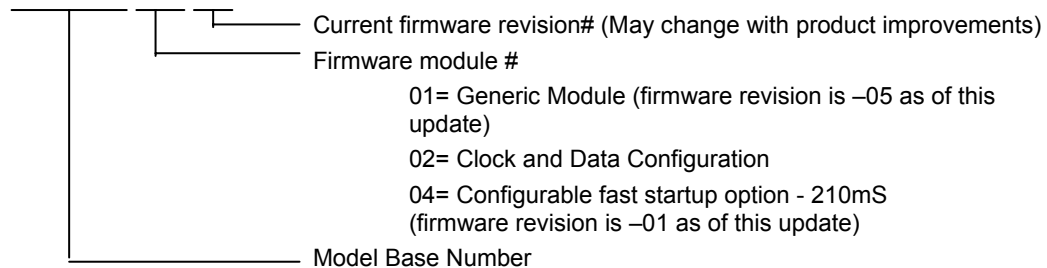 Current firmware revision# (May change with product improvements)
Firmware module #
01= Generic Module (firmware revision is –05 as of this
update)
02= Clock and Data Configuration
04= Configurable fast startup option - 210mS
(firmware revision is –01 as of this update)
Model Base Number